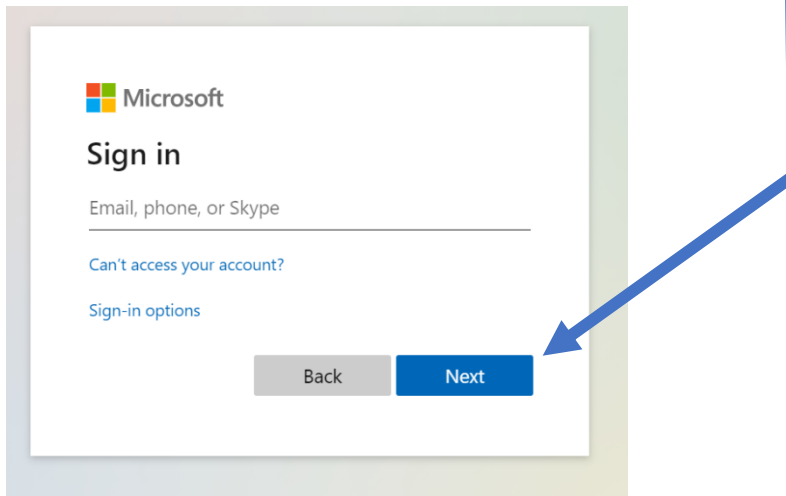 Microsoft
Sign in
Email, phone, or Skype
Can't access your account?
Sign-in options
Back Next